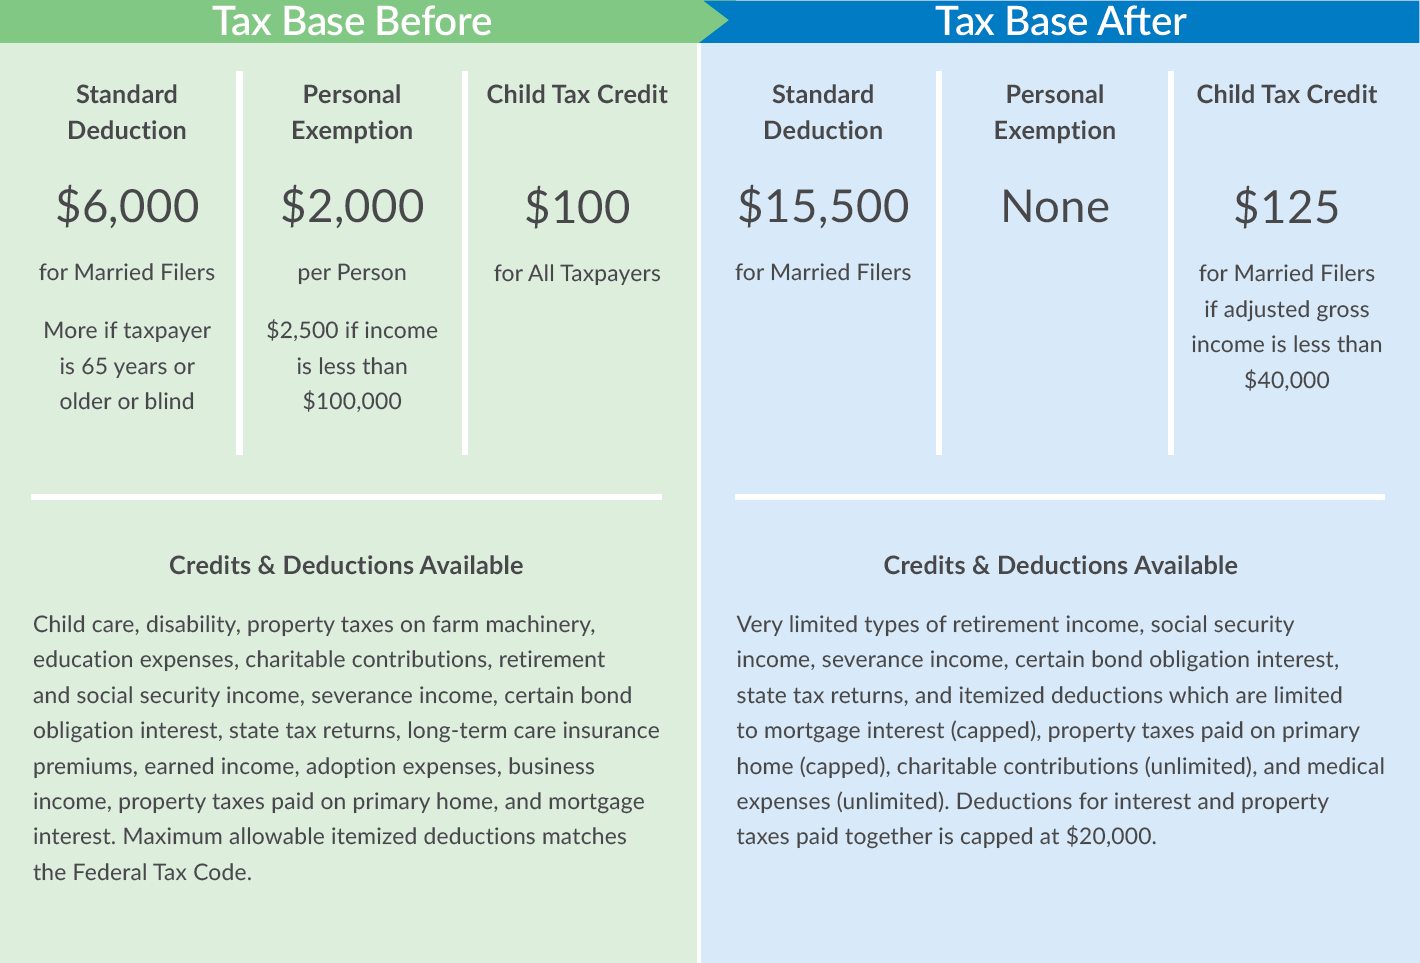 Tax Base Before
Standard
Deduction
$6,000
for Married Filers
More if taxpayer
is 65 years or
older or blind
Personal
Exemption
$2,000
per Person
$2,500 if income
is less than
$100,000
Child Tax Credit
$100
for All Taxpayers
Credits & Deductions Available
Child care, disability, property taxes on farm machinery,
education expenses, charitable contributions, retirement
and social security income, severance income, certain bond
obligation interest, state tax returns, long-term care insurance
premiums, earned income, adoption expenses, business
income, property taxes paid on primary home, and mortgage
interest. Maximum allowable itemized deductions matches
the Federal Tax Code.
Tax Base After
Standard
Deduction
$15,500
for Married Filers
Personal
Exemption
None
Child Tax Credit
$125
for Married Filers
if adjusted gross
income is less than
$40,000
Credits & Deductions Available
Very limited types of retirement income, social security
income, severance income, certain bond obligation interest,
state tax returns, and itemized deductions which are limited
to mortgage interest (capped), property taxes paid on primary
home (capped), charitable contributions (unlimited), and medical
expenses (unlimited). Deductions for interest and property
taxes paid together is capped at $20,000.